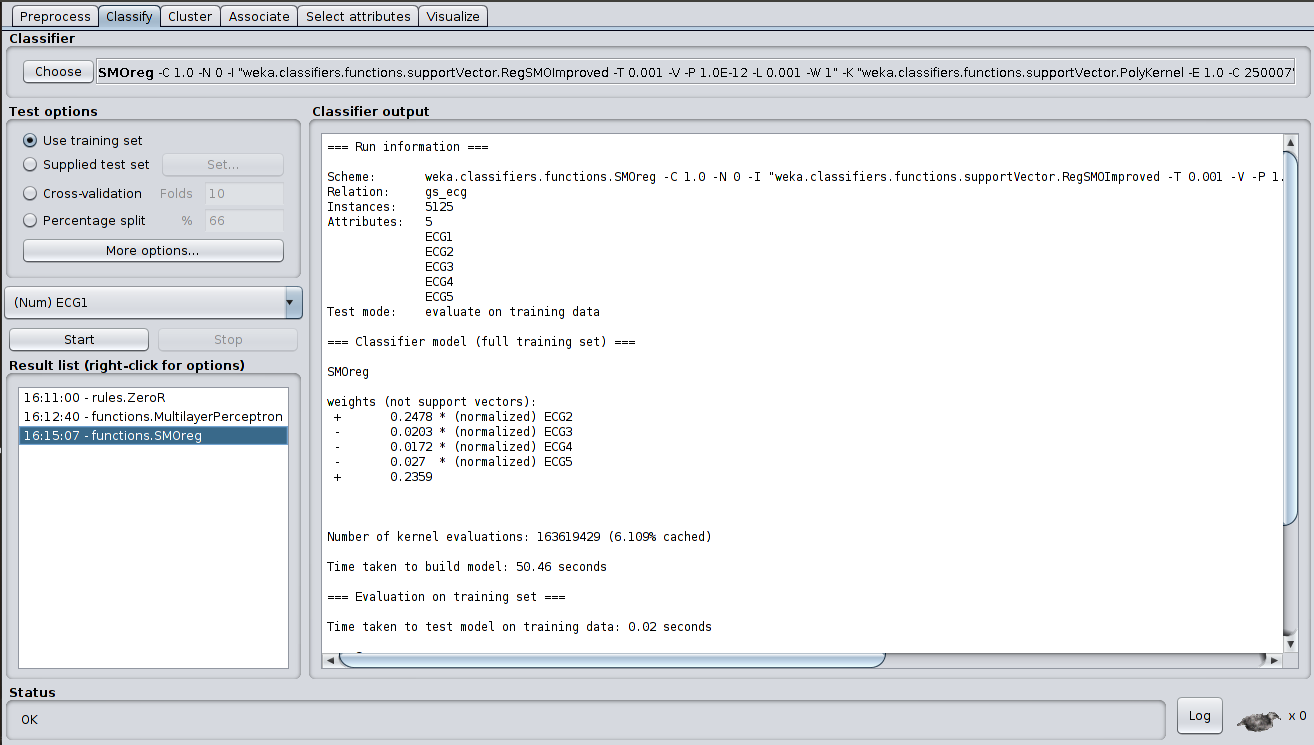 Preprocess Classify Cluster Associate Select attributes Visualize
Classifier
Choose SMOreg -C 1.0 -N 0 -I "weka.classifiers.functions.supportVector.RegSMOImproved -T 0.001 -V -P 1.0E-12 -L 0.001 -W 1" -K "weka.classifiers.functions.supportVector.PolyKernel -E 1.0 -C 250007"
Test options
Use training set
Supplied test set Set...
Cross-validation Folds 10
Percentage split % 66
More options...
(Num) ECG1
Start Stop
Result list (right-click for options)
16:11:00 - rules.ZeroR
16:12:40 - functions.MultilayerPerceptron
16:15:07 - functions.SMOreg
Classifier output
=== Run information ===
Scheme: weka.classifiers.functions.SMOreg -C 1.0 -N 0 -I "weka.classifiers.functions.supportVector.RegSMOImproved -T 0.001 -V -P 1.
Relation: gs_ecg
Instances: 5125
Attributes: 5
ECG1
ECG2
ECG3
ECG4
ECG5
Test mode: evaluate on training data
=== Classifier model (full training set) ===
SMOreg
weights (not support vectors):
+ 0.2478 * (normalized) ECG2
- 0.0203 * (normalized) ECG3
- 0.0172 * (normalized) ECG4
- 0.027 * (normalized) ECG5
+ 0.2359
Number of kernel evaluations: 163619429 (6.109% cached)
Time taken to build model: 50.46 seconds
=== Evaluation on training set ===
Time taken to test model on training data: 0.02 seconds
Status
OK
Log
x 0